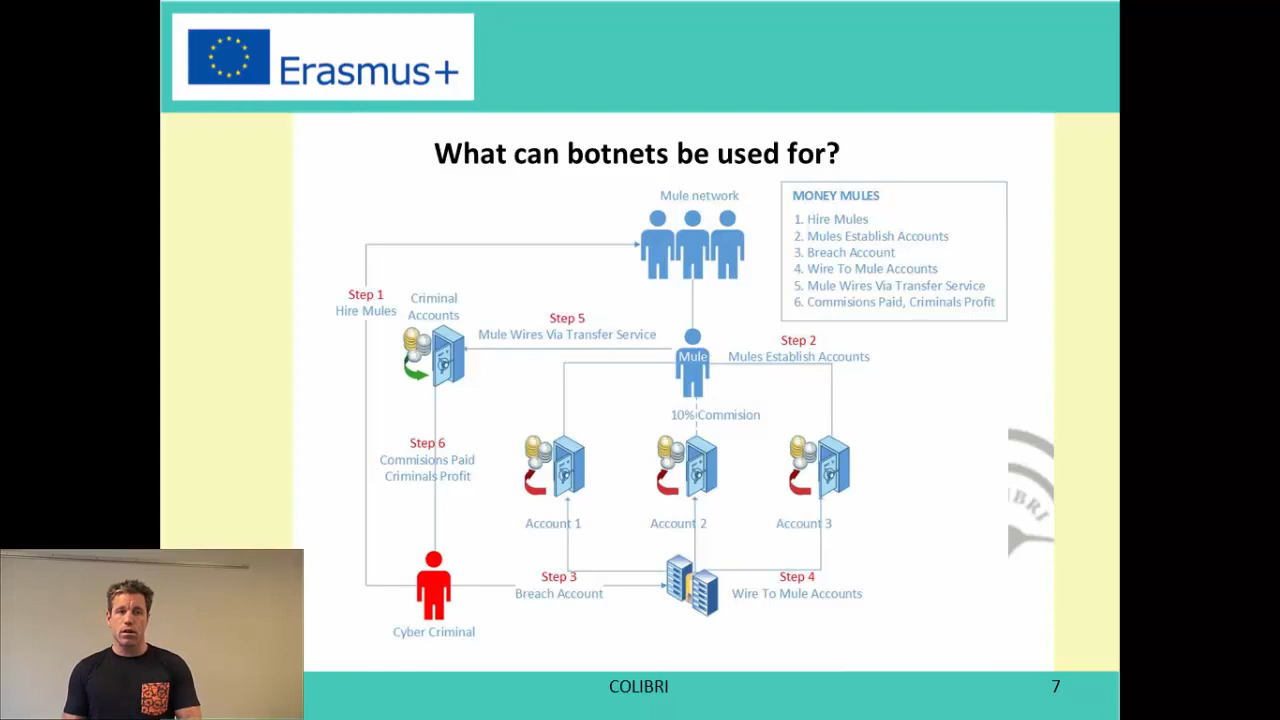 Erasmus+
What can botnets be used for?
Mule network
MONEY MULES
1. Hire Mules
2. Mules Establish Accounts
3. Breach Account
4. Wire To Mule Accounts
5. Mule Wires Via Transfer Service
6. Commisions Paid, Criminals Profit
Step 1
Hire Mules
Criminal
Accounts
Step 5
Mule Wires Via Transfer Service
Mule
Step 2
Mules Establish Accounts
10% Commision
Step 6
Commisions Paid
Criminals Profit
Account 1
Account 2
Account 3
Step 3
Breach Account
Step 4
Wire To Mule Accounts
Cyber Criminal
COLIBRI
7